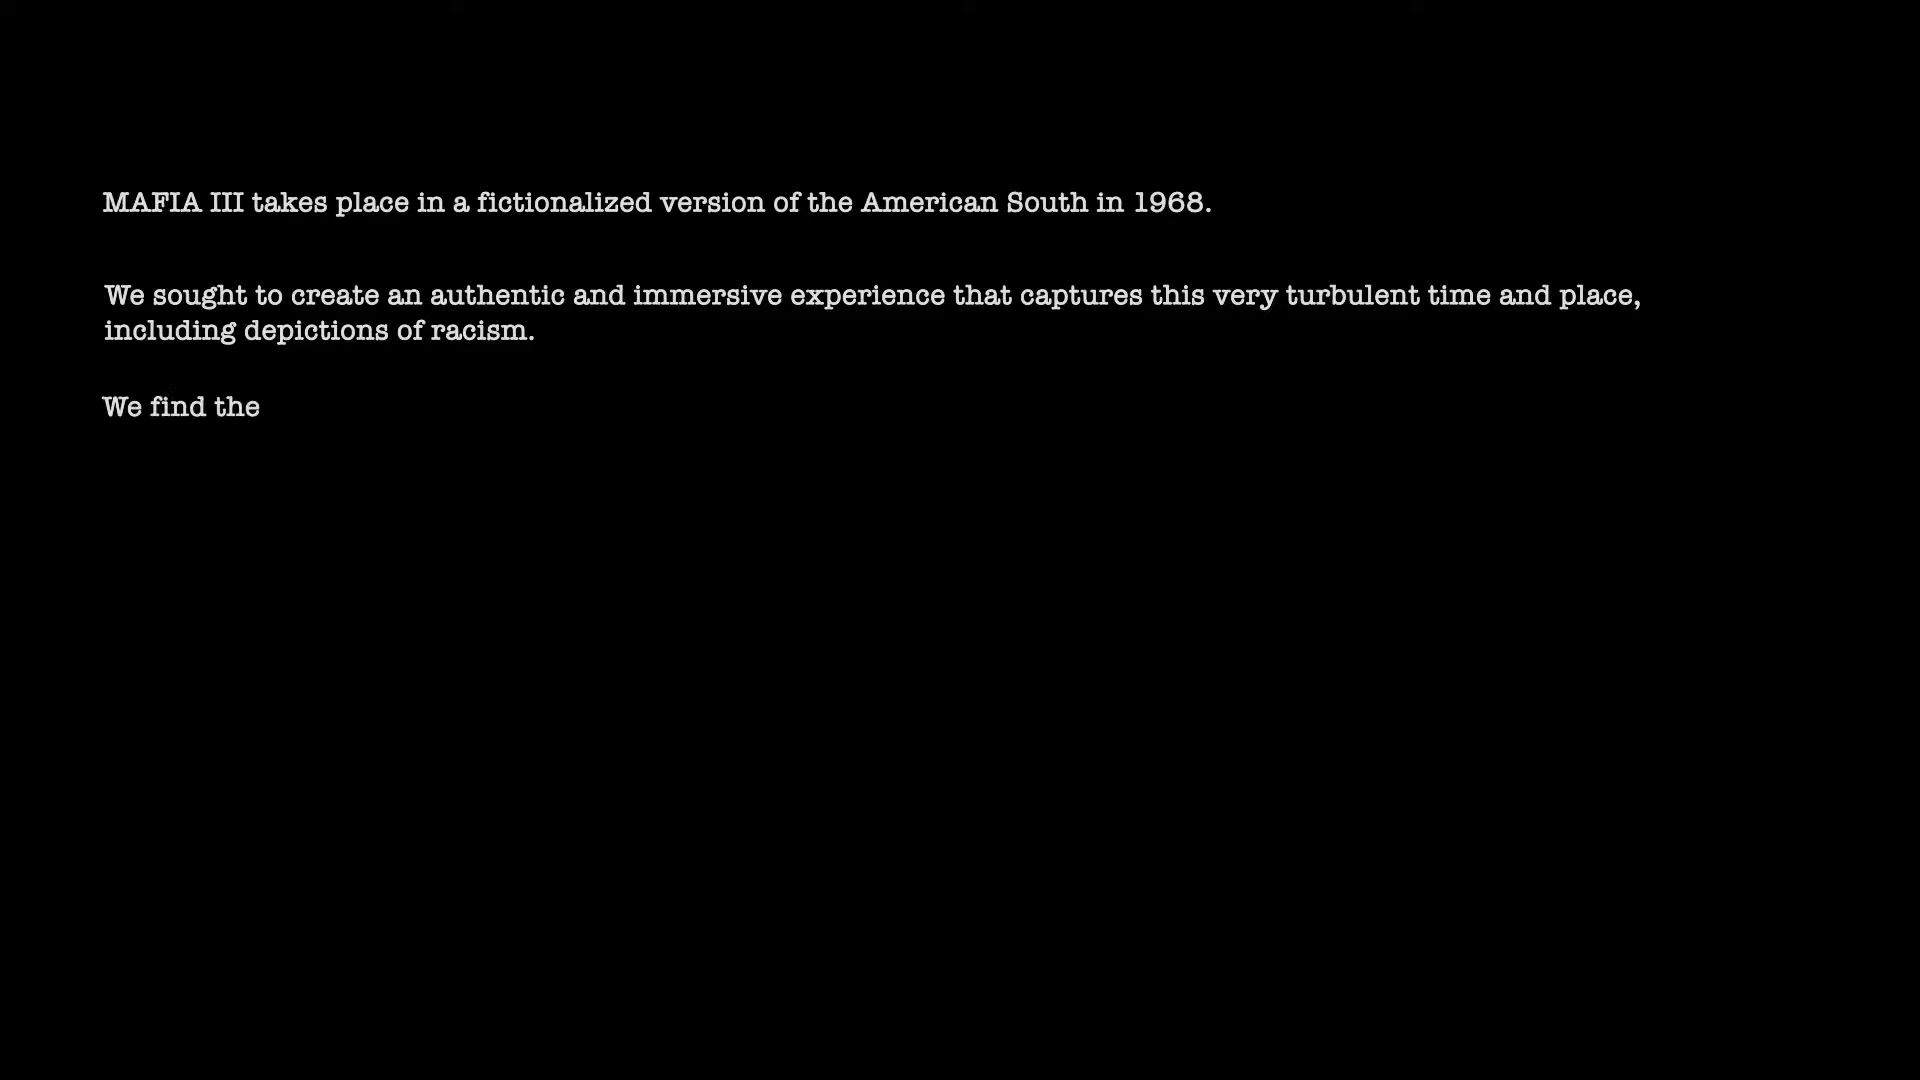 MAFIA III takes place in a fictionalized version of the American South in 1968.
We sought to create an authentic and immersive experience that captures this very turbulent time and place,
including depictions of racism.
We find the